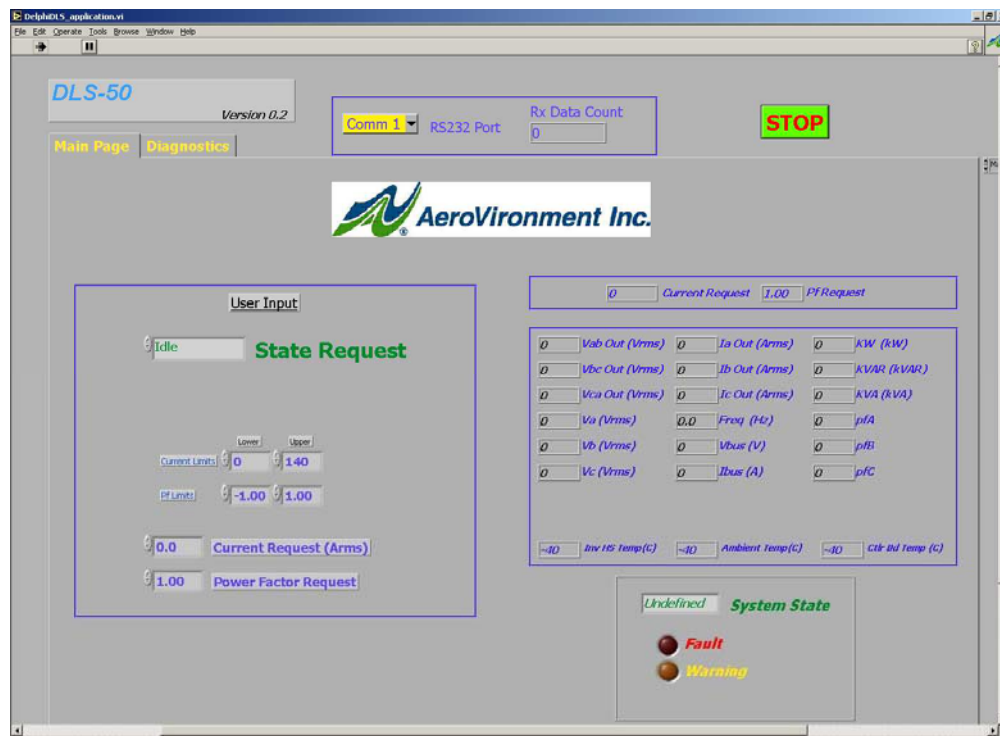 DelphiDLS_application.vi
File Edit Operate Tools Browse Window Help
DLS-50
Version 0.2
Comm 1 RS232 Port
Rx Data Count
0
STOP
Main Page Diagnostics
AeroVironment Inc.
User Input
Idle State Request
Lower Upper
Current Limits 0 140
Pf Limits -1.00 1.00
0.0 Current Request (Arms)
1.00 Power Factor Request
0 Current Request 1.00 Pf Request
0 Vab Out (Vrms) 0 Ia Out (Arms) 0 KW (kW)
0 Vbc Out (Vrms) 0 Ib Out (Arms) 0 KVAR (kVAR)
0 Vca Out (Vrms) 0 Ic Out (Arms) 0 KVA (kVA)
0 Va (Vrms) 0.0 Freq (Hz) 0 pfA
0 Vb (Vrms) 0 Vbus (V) 0 pfB
0 Vc (Vrms) 0 Ibus (A) 0 pfC
-40 Inv HS Temp(C) -40 Ambient Temp(C) -40 Ctlr Bd Temp (C)
Undefined System State
Fault
Warning